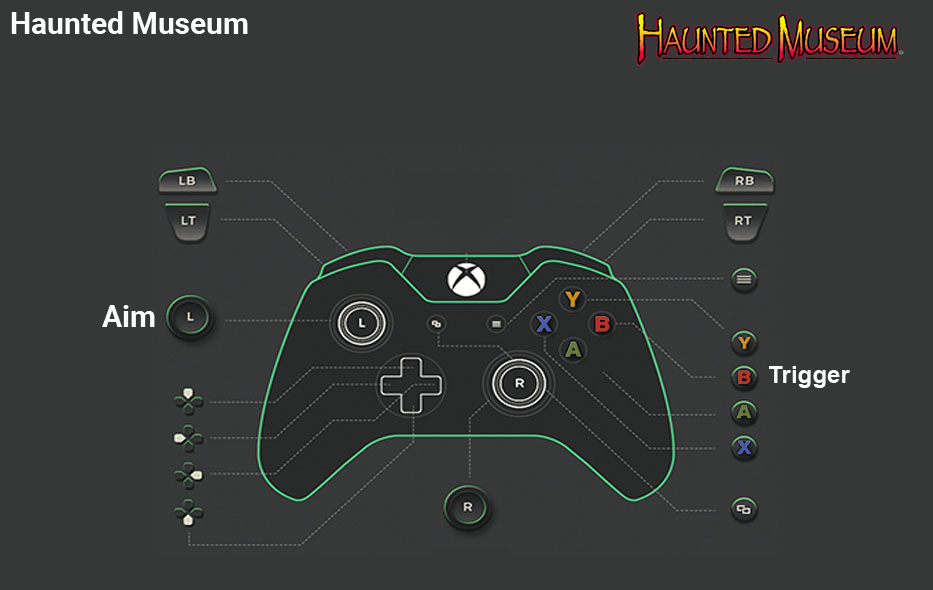 Haunted Museum
HAUNTED MUSEUM®
LB
RB
LT
RT
Y
L
Aim
L
X
B
Y
A
R
B
Trigger
A
X
R